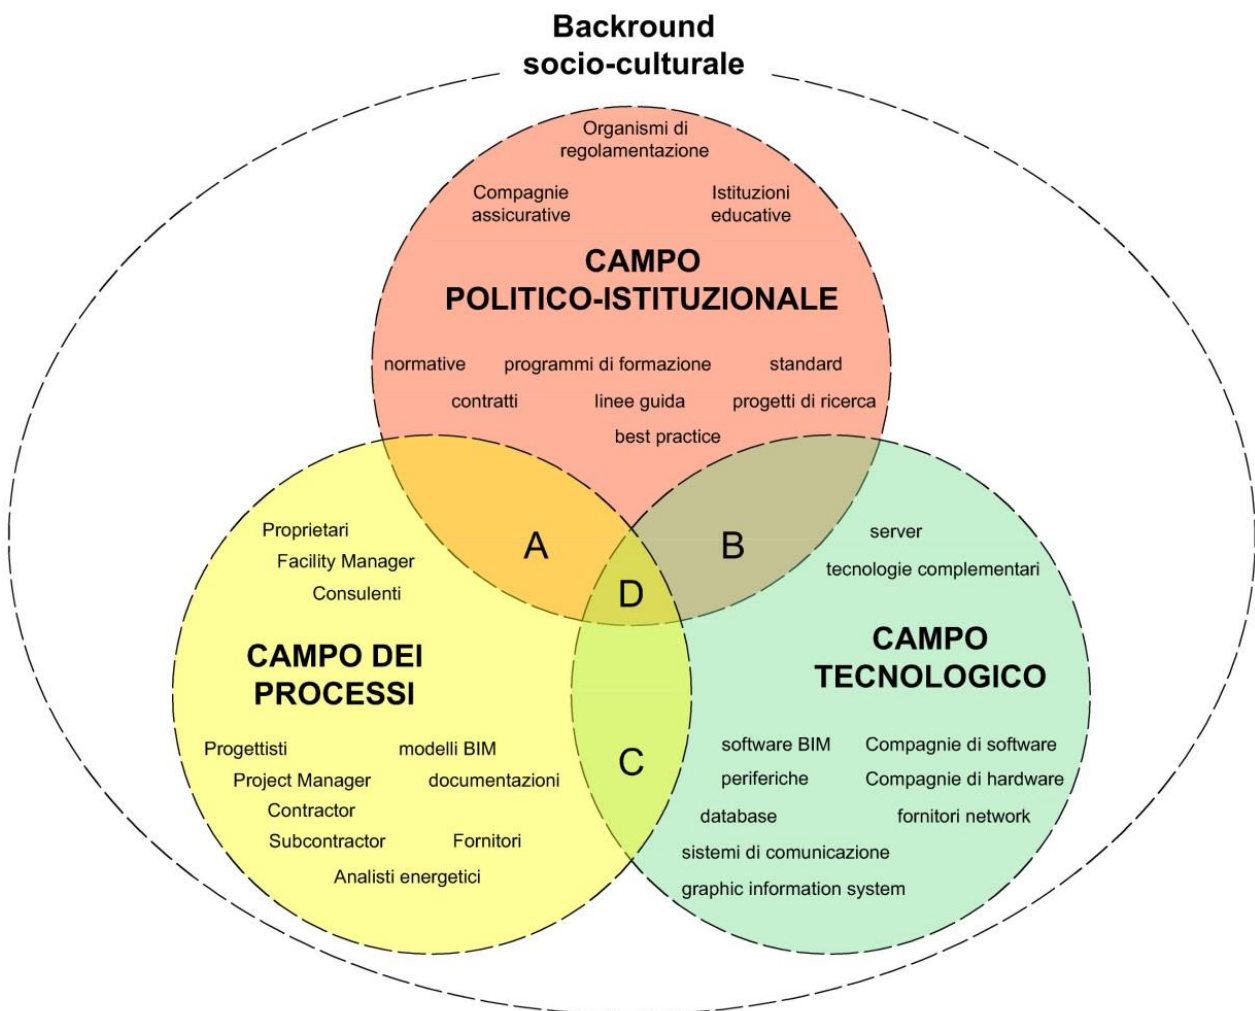 Backround
socio-culturale
Organismi di
regolamentazione
Compagnie
assicurative
Istituzioni
educative
CAMPO
POLITICO-ISTITUZIONALE
normative
programmi di formazione
standard
contratti
linee guida
progetti di ricerca
best practice
A
B
D
C
Proprietari
Facility Manager
Consulenti
CAMPO DEI
PROCESSI
Progettisti
modelli BIM
Project Manager
documentazioni
Contractor
Subcontractor
Fornitori
Analisti energetici
server
tecnologie complementari
CAMPO
TECNOLOGICO
software BIM
Compagnie di software
periferiche
Compagnie di hardware
database
fornitori network
sistemi di comunicazione
graphic information system